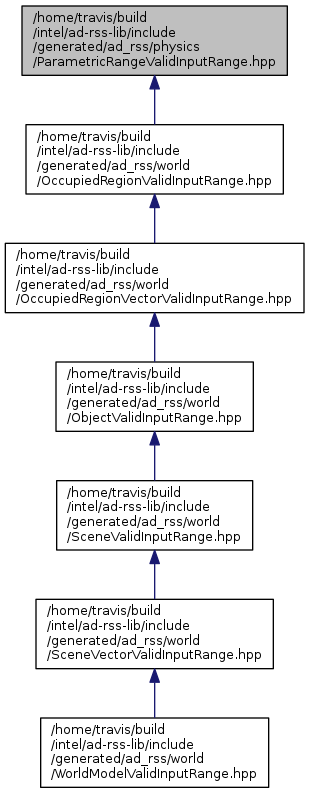 /home/travis/build
/intel/ad-rss-lib/include
/generated/ad_rss/physics
/ParametricRangeValidInputRange.hpp
/home/travis/build
/intel/ad-rss-lib/include
/generated/ad_rss/world
/OccupiedRegionValidInputRange.hpp
/home/travis/build
/intel/ad-rss-lib/include
/generated/ad_rss/world
/OccupiedRegionVectorValidInputRange.hpp
/home/travis/build
/intel/ad-rss-lib/include
/generated/ad_rss/world
/ObjectValidInputRange.hpp
/home/travis/build
/intel/ad-rss-lib/include
/generated/ad_rss/world
/SceneValidInputRange.hpp
/home/travis/build
/intel/ad-rss-lib/include
/generated/ad_rss/world
/SceneVectorValidInputRange.hpp
/home/travis/build
/intel/ad-rss-lib/include
/generated/ad_rss/world
/WorldModelValidInputRange.hpp